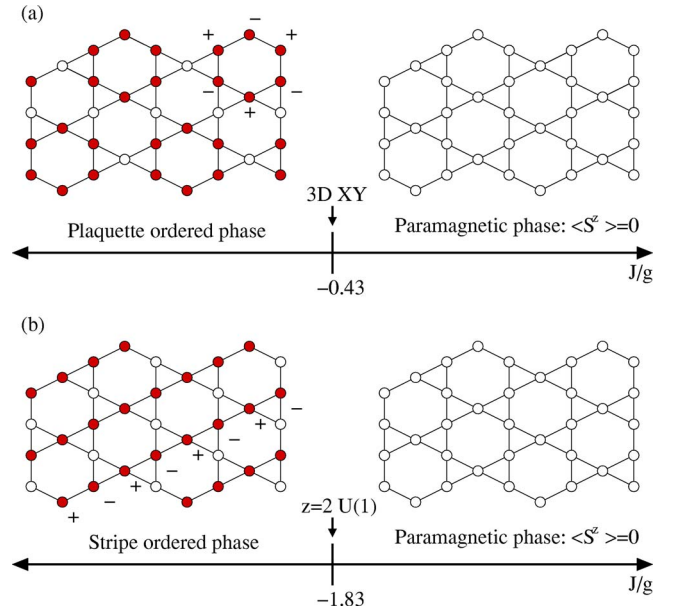 (a)
−
+ +
− −
+
3D XY
Plaquette ordered phase
Paramagnetic phase: <S^z >=0
−0.43
J/g
(b)
−
+
−
+
−
+
−
+
z=2 U(1)
Stripe ordered phase
Paramagnetic phase: <S^z >=0
−1.83
J/g